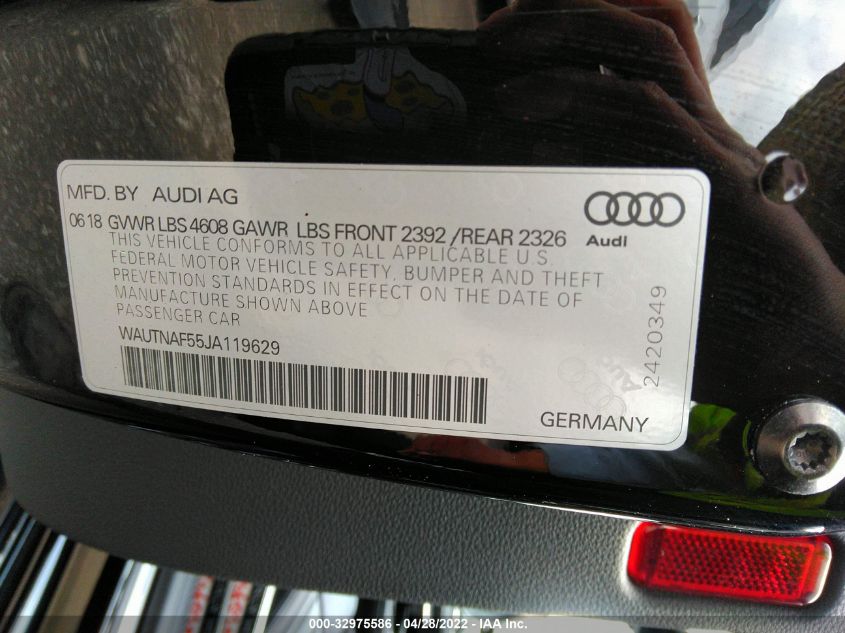 MFD. BY AUDI AG
06 18 GVWR LBS 4608 GAWR LBS FRONT 2392 /REAR 2326
Audi
THIS VEHICLE CONFORMS TO ALL APPLICABLE U.S.
FEDERAL MOTOR VEHICLE SAFETY, BUMPER AND THEFT
PREVENTION STANDARDS IN EFFECT ON THE DATE OF
MANUFACTURE SHOWN ABOVE
PASSENGER CAR
WAUTNAF55JA119629
2420349
GERMANY
000-32975586 - 04/28/2022 - IAA Inc.